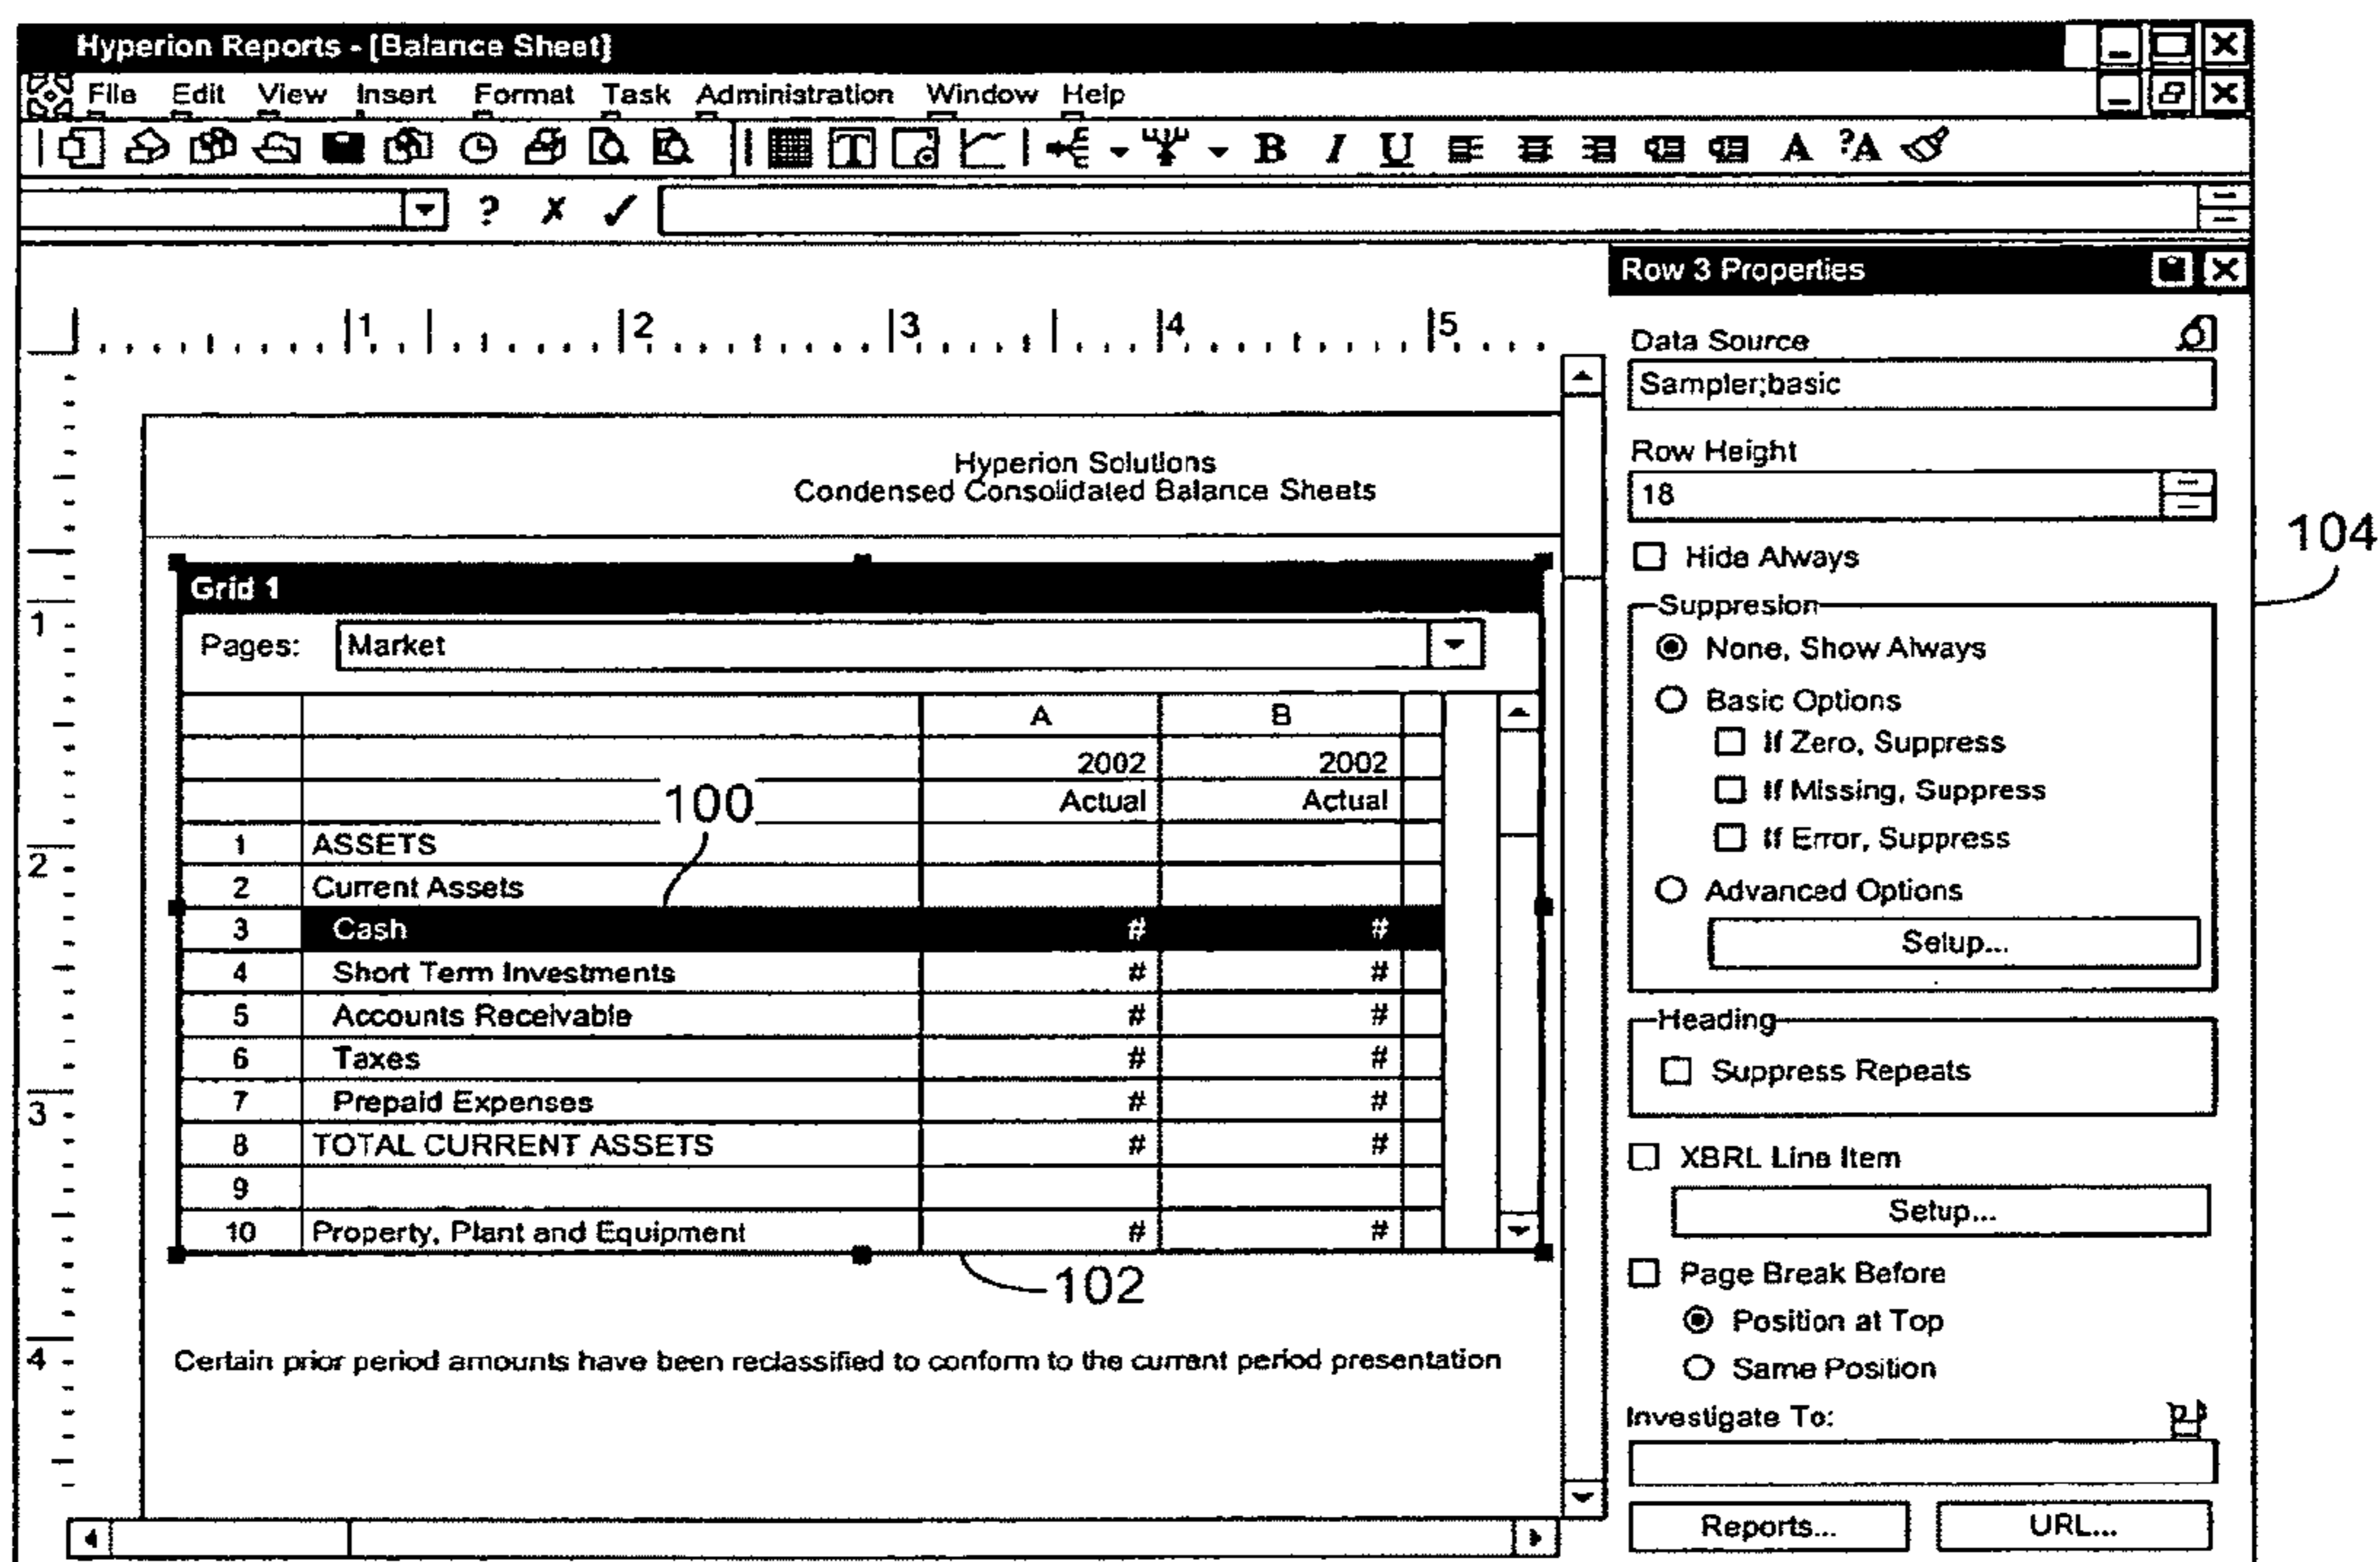 Hyperion Reports - [Balance Sheet]
File Edit View Insert Format Task Administration Window Help
B I U A ?A
? ✗ ✓
1 2 3 4 5
1
2
3
4
Hyperion Solutions
Condensed Consolidated Balance Sheets
Grid 1
Pages: Market
A B
2002 2002
Actual Actual
100
1 ASSETS
2 Current Assets
3 Cash # #
4 Short Term Investments # #
5 Accounts Receivable # #
6 Taxes # #
7 Prepaid Expenses # #
8 TOTAL CURRENT ASSETS # #
9
10 Property, Plant and Equipment # #
102
Certain prior period amounts have been reclassified to conform to the current period presentation
Row 3 Properties
Data Source
Sampler;basic
Row Height
18
104
Hide Always
Suppresion
None, Show Always
Basic Options
If Zero, Suppress
If Missing, Suppress
If Error, Suppress
Advanced Options
Setup...
Heading
Suppress Repeats
XBRL Line Item
Setup...
Page Break Before
Position at Top
Same Position
Investigate To:
Reports... URL...